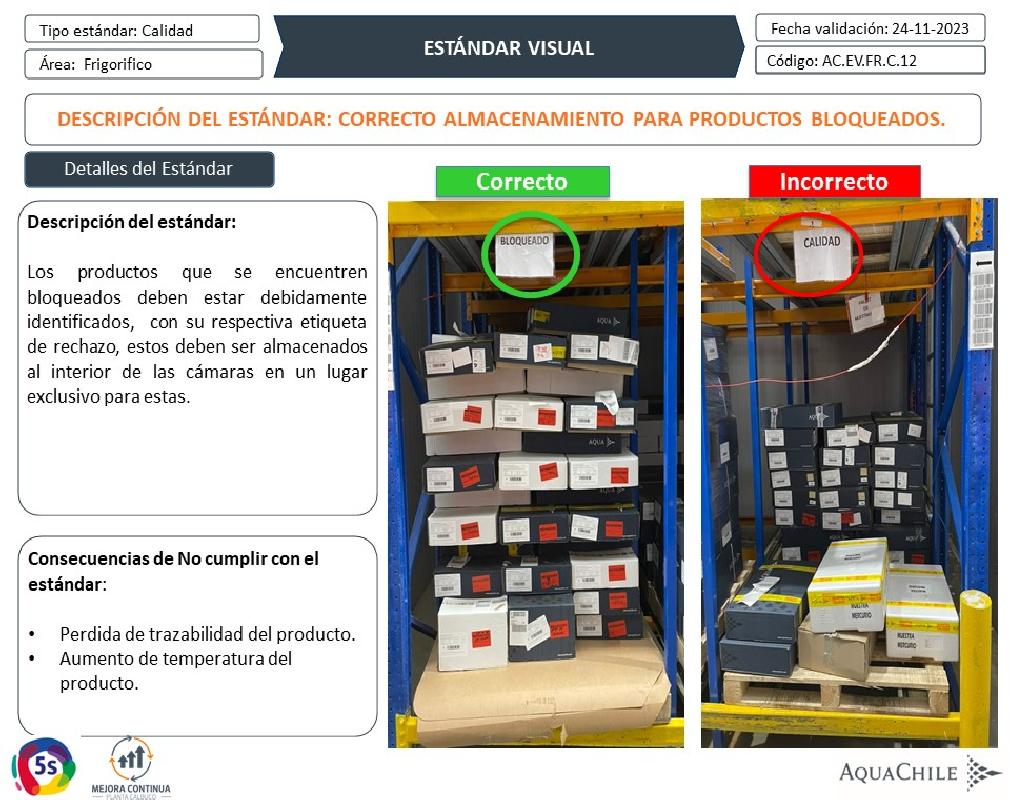 Tipo estándar: Calidad
Área: Frigorifico
ESTÁNDAR VISUAL
Fecha validación: 24-11-2023
Código: AC.EV.FR.C.12
DESCRIPCIÓN DEL ESTÁNDAR: CORRECTO ALMACENAMIENTO PARA PRODUCTOS BLOQUEADOS.
Detalles del Estándar
Descripción del estándar:
Los productos que se encuentren
bloqueados deben estar debidamente
identificados, con su respectiva etiqueta
de rechazo, estos deben ser almacenados
al interior de las cámaras en un lugar
exclusivo para estas.
Consecuencias de No cumplir con el
estándar:
• Perdida de trazabilidad del producto.
• Aumento de temperatura del
producto.
Correcto
BLOQUEADO
AQUA
AQUA
Incorrecto
CALIDAD
MUESTRA
MERCURIO
MUESTRA
MERCURIO
5s
MEJORA CONTINUA
PLANTA CALBUCO
AQUACHILE